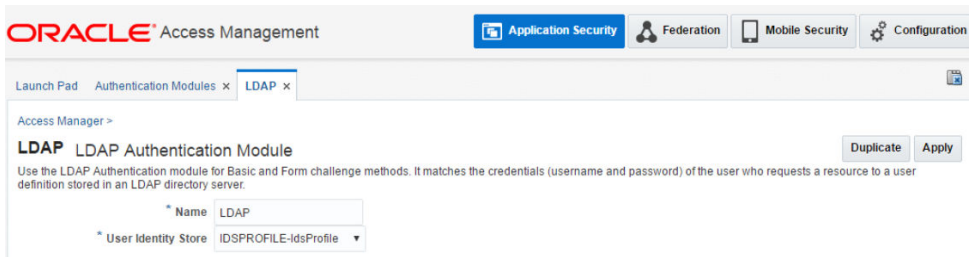 ORACLE® Access Management
Application Security
Federation
Mobile Security
Configuration
Launch Pad
Authentication Modules ×
LDAP ×
Access Manager >
LDAP LDAP Authentication Module
Duplicate
Apply
Use the LDAP Authentication module for Basic and Form challenge methods. It matches the credentials (username and password) of the user who requests a resource to a user
definition stored in an LDAP directory server.
* Name LDAP
* User Identity Store IDSPROFILE-IdsProfile